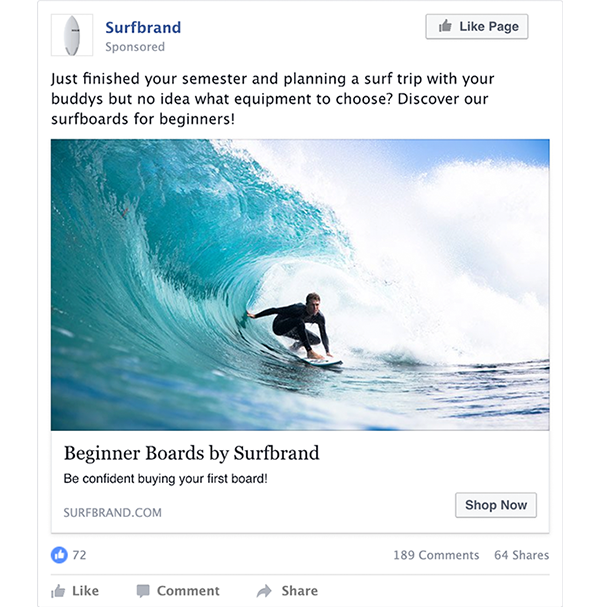 Surfbrand
Sponsored
Like Page
Just finished your semester and planning a surf trip with your
buddys but no idea what equipment to choose? Discover our
surfboards for beginners!
Beginner Boards by Surfbrand
Be confident buying your first board!
SURFBRAND.COM
Shop Now
72
189 Comments 64 Shares
Like Comment Share